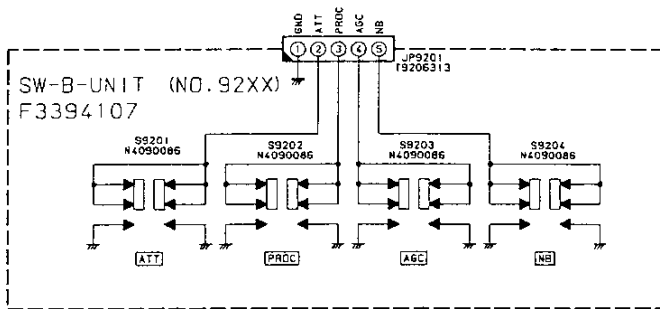 GND ATT PROC AGC NB
1 2 3 4 5
JP9201
T9206313
SW-B-UNIT (NO. 92XX)
F3394107
S9201 S9202 S9203 S9204
N4090086 N4090086 N4090086 N4090086
ATT PROC AGC NB